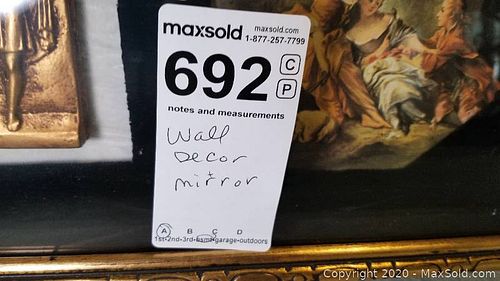 maxsold maxsold.com
1-877-257-7799
692 C
P
notes and measurements
Wall
Decor
+
mirror
A B C D
1st-2nd-3rd-bsmt-garage-outdoors
Copyright 2020 - MaxSold.com